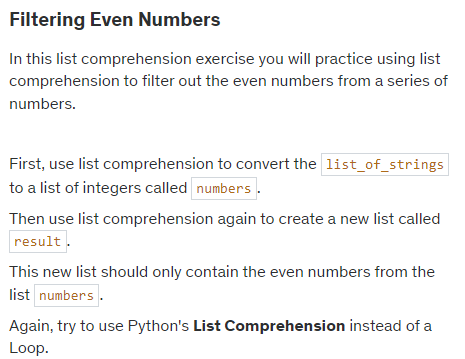 Filtering Even Numbers
In this list comprehension exercise you will practice using list
comprehension to filter out the even numbers from a series of
numbers.
First, use list comprehension to convert the list_of_strings
to a list of integers called numbers.
Then use list comprehension again to create a new list called
result.
This new list should only contain the even numbers from the
list numbers.
Again, try to use Python's List Comprehension instead of a
Loop.